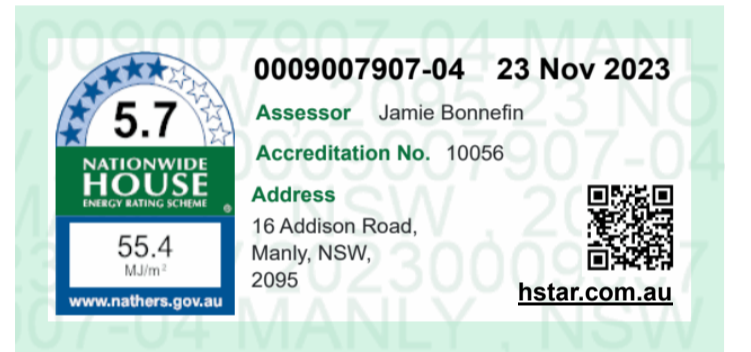 0009007907-04 23 Nov 2023
5.7
Assessor Jamie Bonnefin
Accreditation No. 10056
NATIONWIDE
HOUSE
ENERGY RATING SCHEME ®
Address
16 Addison Road,
Manly, NSW,
2095
55.4
MJ/m²
www.nathers.gov.au
hstar.com.au